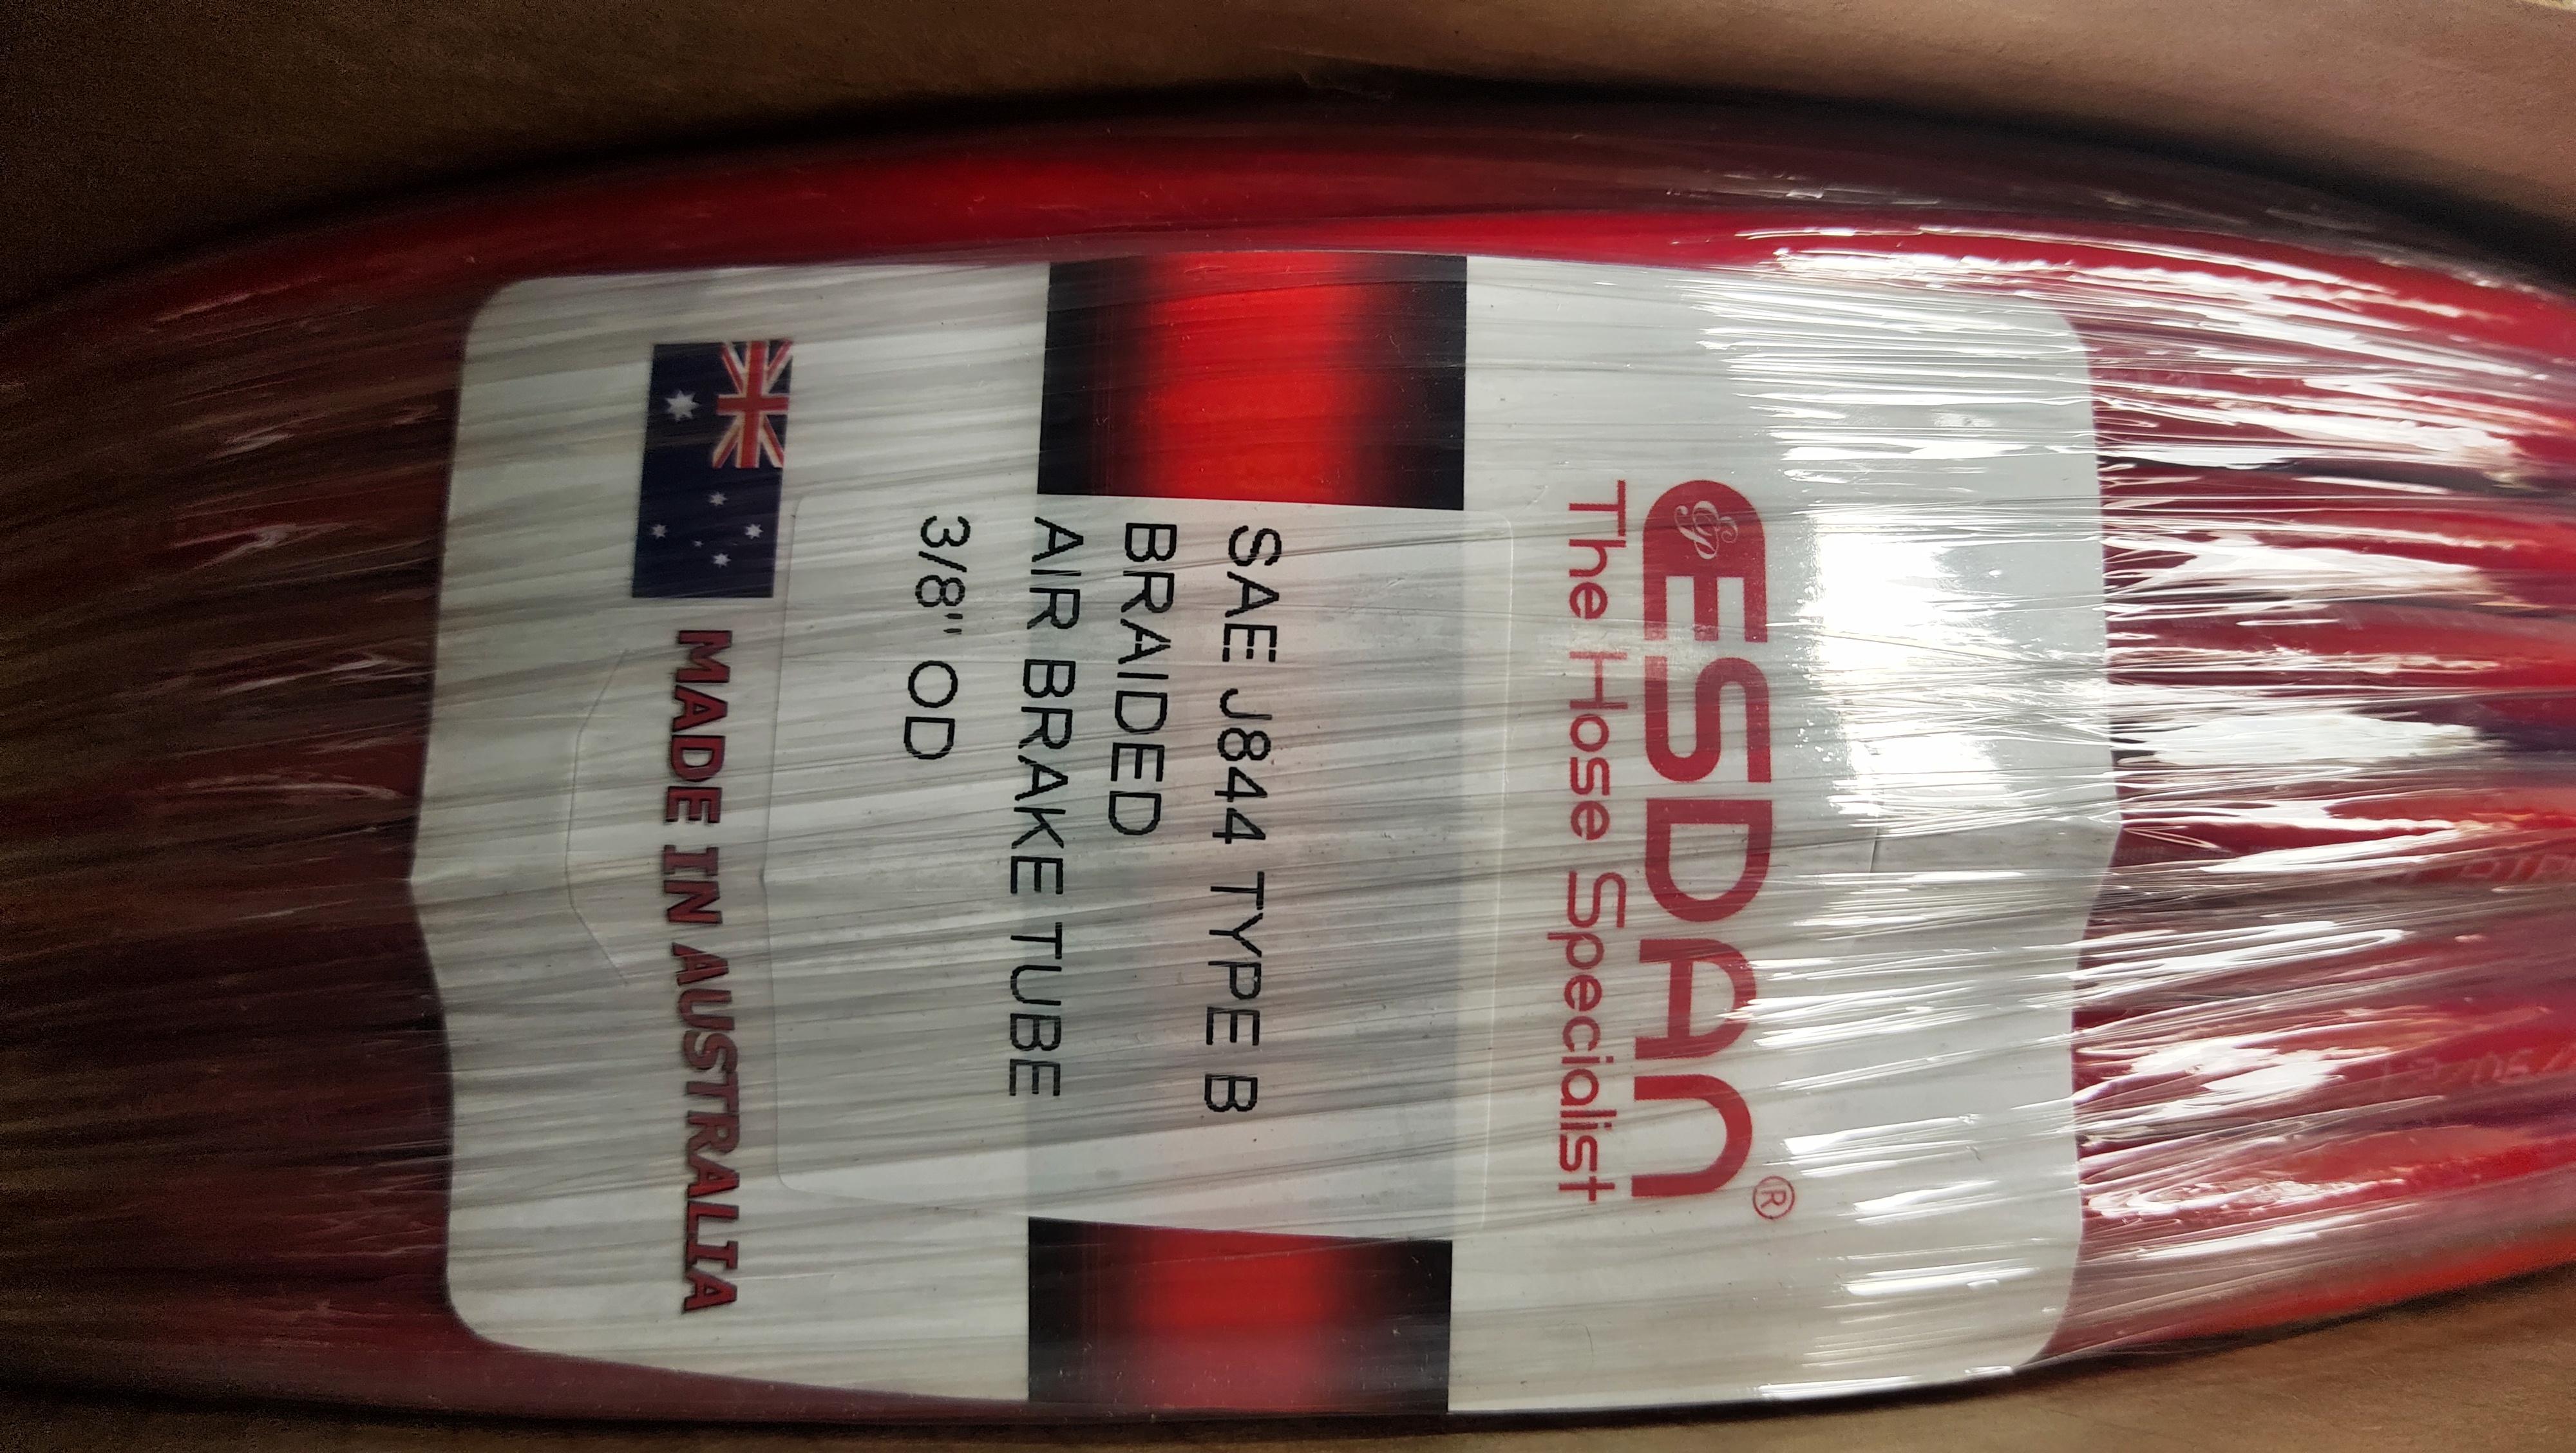 ESDAN®
The Hose Specialist
SAE J844 TYPE B
BRAIDED
AIR BRAKE TUBE
3/8" OD
MADE IN AUSTRALIA